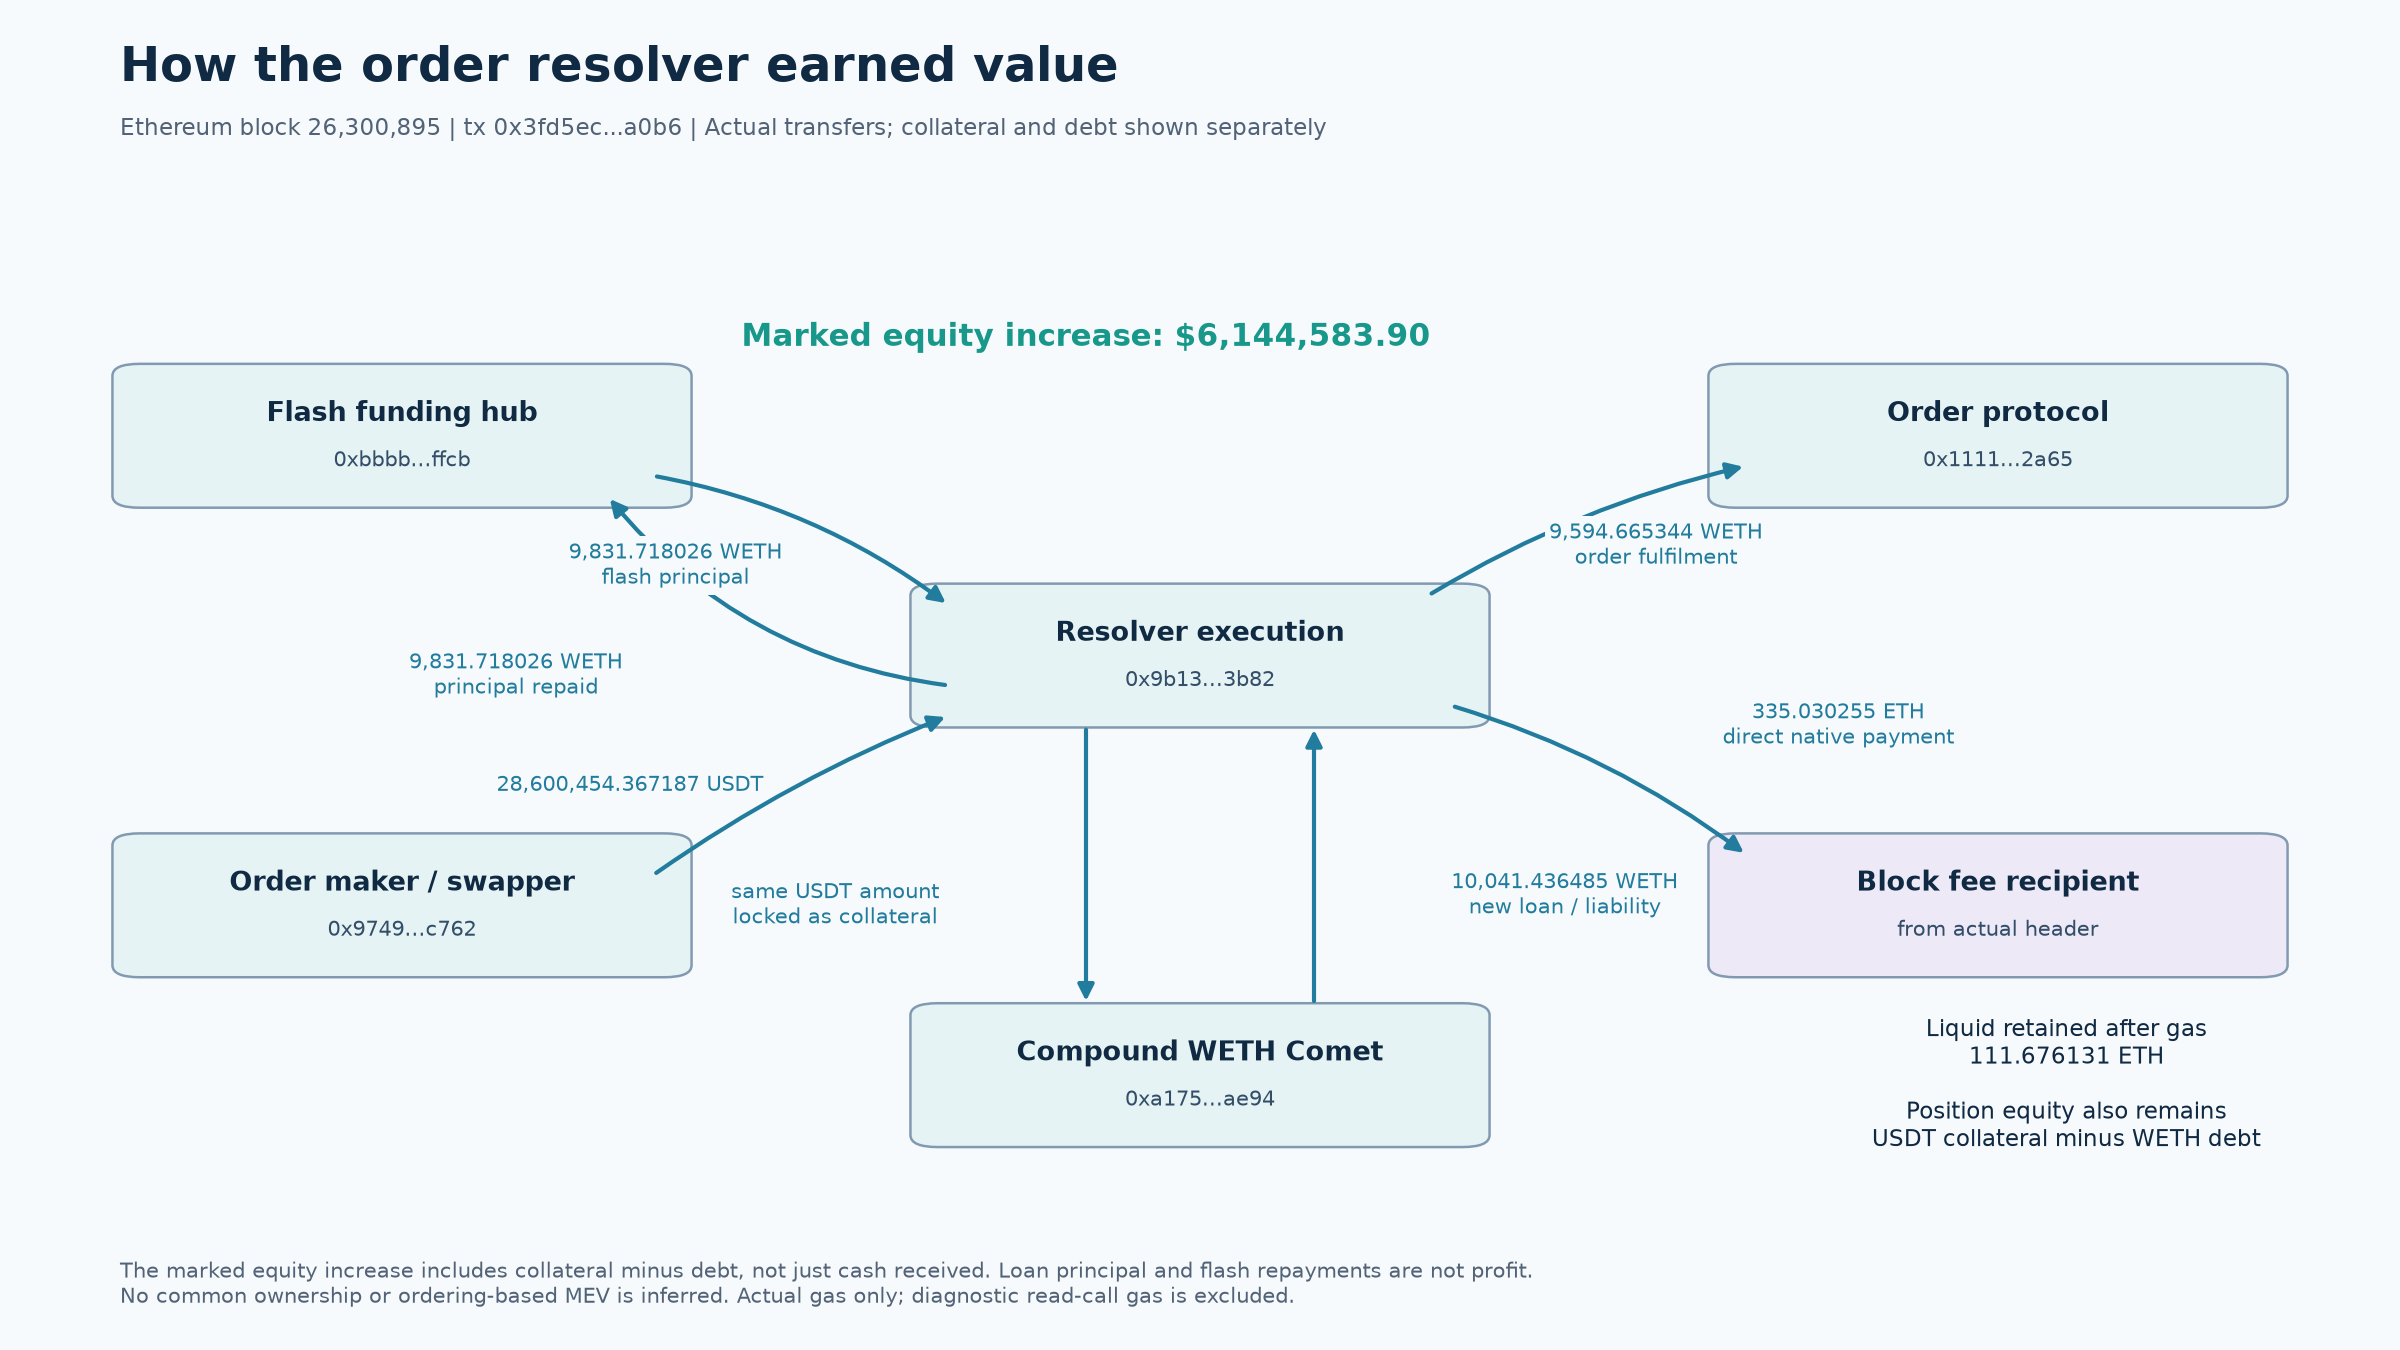 How the order resolver earned value
Ethereum block 26,300,895 | tx 0x3fd5ec...a0b6 | Actual transfers; collateral and debt shown separately
Marked equity increase: $6,144,583.90
Flash funding hub
0xbbbb...ffcb
Order protocol
0x1111...2a65
9,831.718026 WETH
flash principal
9,594.665344 WETH
order fulfilment
Resolver execution
0x9b13...3b82
9,831.718026 WETH
principal repaid
335.030255 ETH
direct native payment
28,600,454.367187 USDT
Order maker / swapper
0x9749...c762
same USDT amount
locked as collateral
10,041.436485 WETH
new loan / liability
Block fee recipient
from actual header
Compound WETH Comet
0xa175...ae94
Liquid retained after gas
111.676131 ETH
Position equity also remains
USDT collateral minus WETH debt
The marked equity increase includes collateral minus debt, not just cash received. Loan principal and flash repayments are not profit.
No common ownership or ordering-based MEV is inferred. Actual gas only; diagnostic read-call gas is excluded.